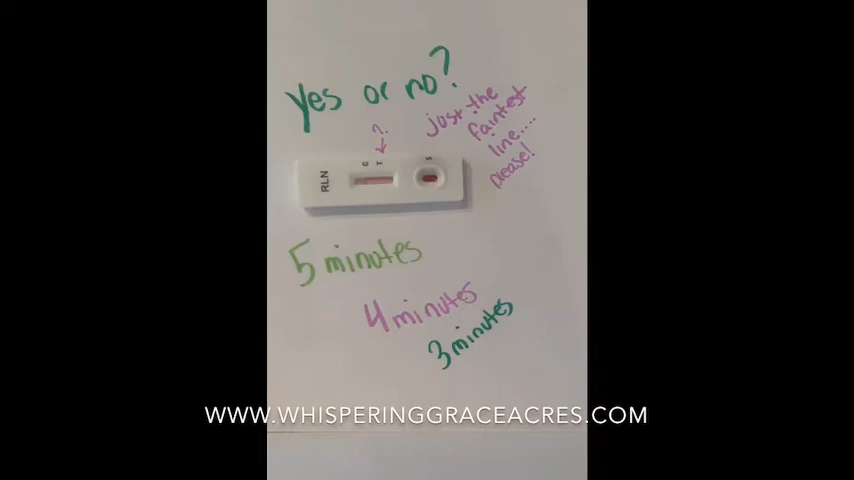 Yes or no?
just the
faintest
line....
please!
?
C T
S
RLN
5 minutes
4 minutes
3 minutes
WWW.WHISPERINGGRACEACRES.COM